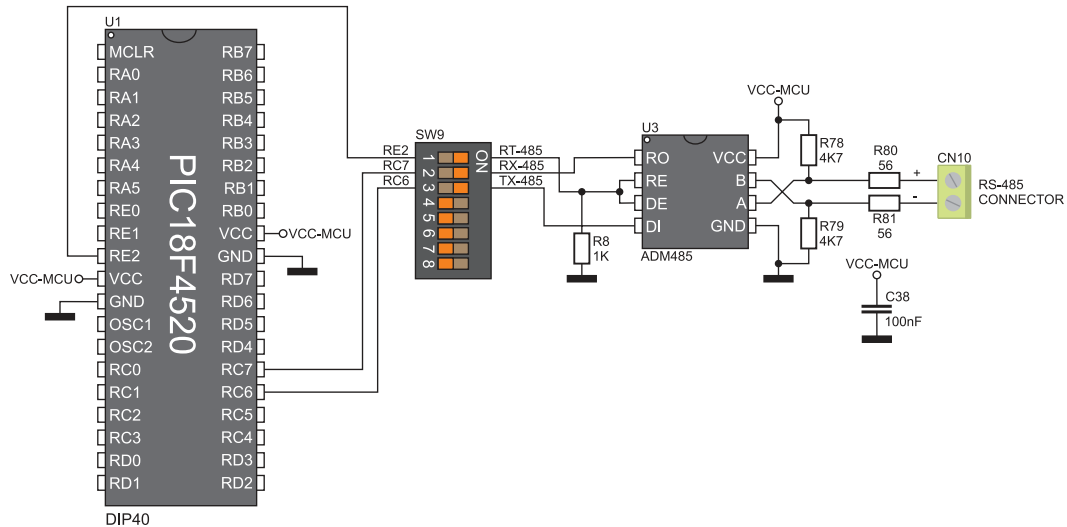 U1
MCLR RB7
RA0 RB6
RA1 RB5
RA2 RB4
RA3 RB3
RA4 RB2
RA5 RB1
RE0 RB0
RE1 VCC VCC-MCU
RE2 GND
VCC-MCU VCC RD7
GND RD6
OSC1 RD5
OSC2 RD4
RC0 RC7
RC1 RC6
RC2 RC5
RC3 RC4
RD0 RD3
RD1 RD2
PIC18F4520
DIP40
SW9
RE2 1 ON RT-485
RC7 2 RX-485
RC6 3 TX-485
4
5
6
7
8
R8
1K
U3
RO VCC
RE B
DE A
DI GND
ADM485
VCC-MCU
R78
4K7
R79
4K7
R80
56
R81
56
+
-
CN10
RS-485
CONNECTOR
VCC-MCU
C38
100nF